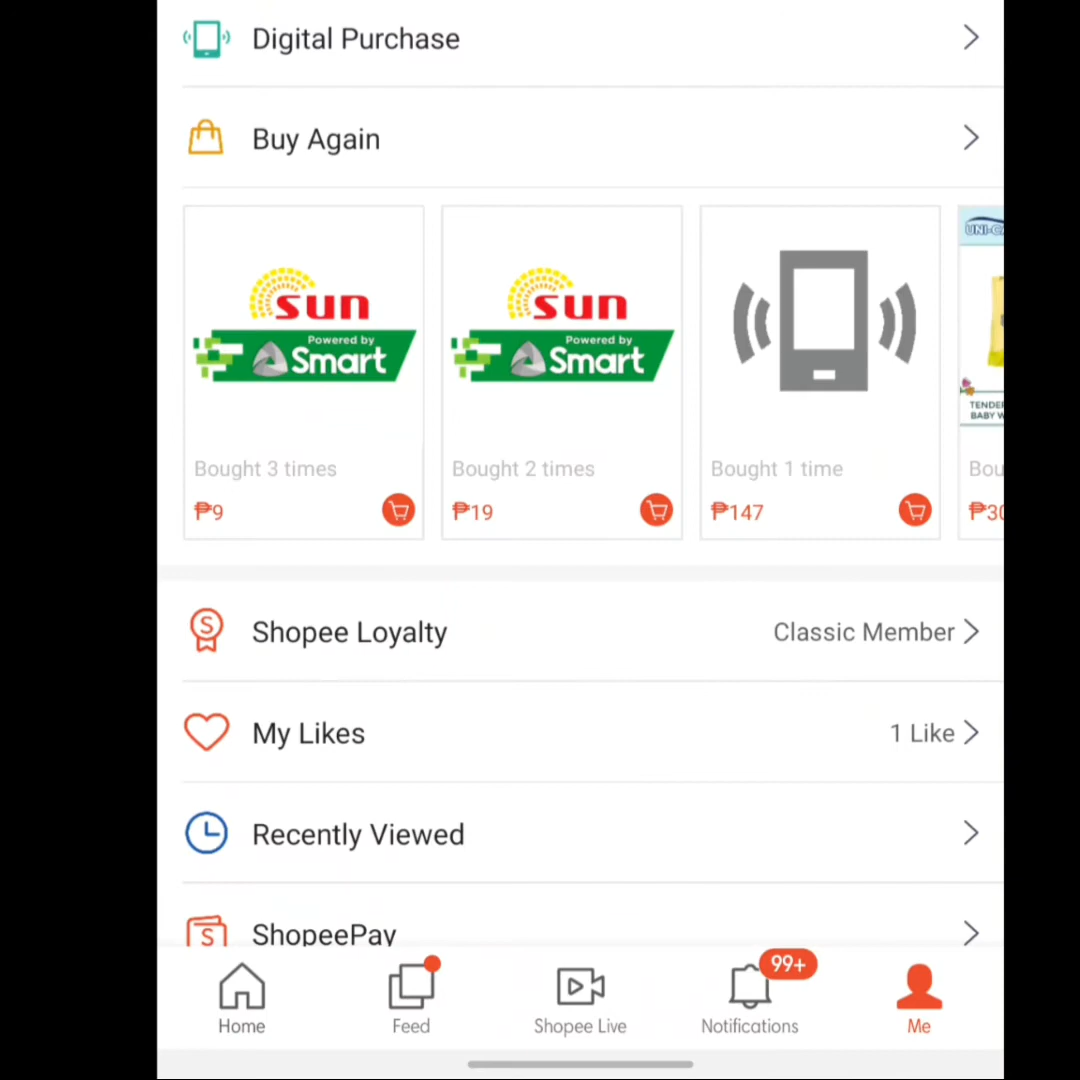 Digital Purchase
Buy Again
sun
Powered by
Smart
Bought 3 times
₱9
sun
Powered by
Smart
Bought 2 times
₱19
Bought 1 time
₱147
UNI-C
TENDER
BABY W
Bou
₱30
Shopee Loyalty
Classic Member
My Likes
1 Like
Recently Viewed
ShopeePay
99+
Home
Feed
Shopee Live
Notifications
Me